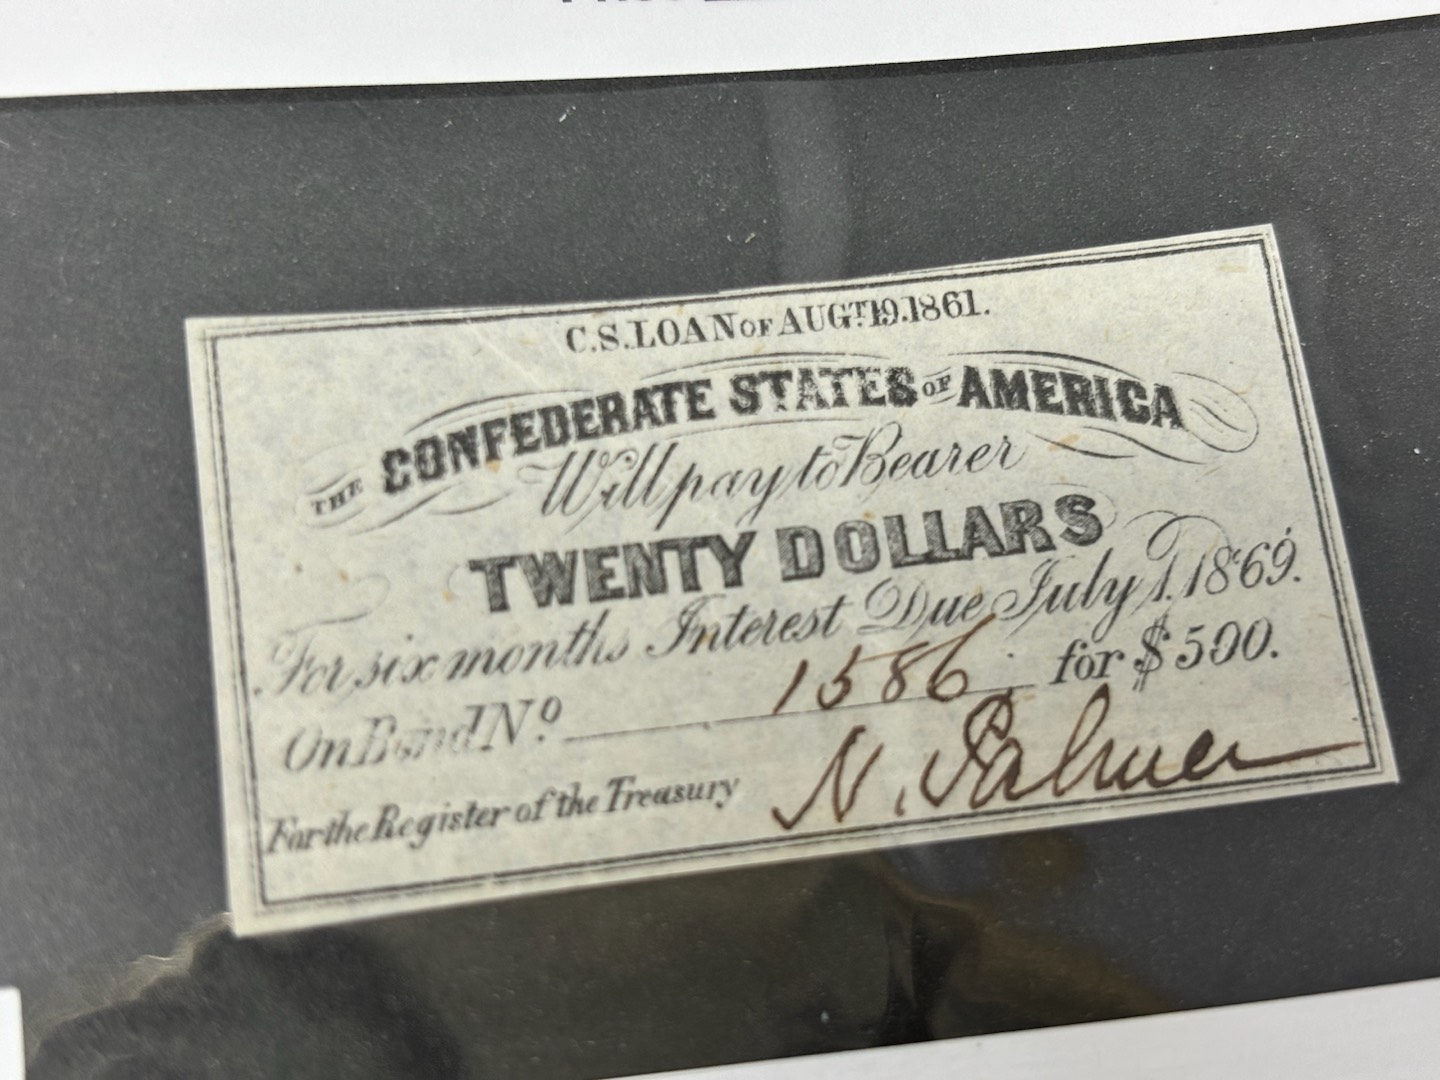 C.S. LOAN OF AUGT. 19. 1861.
THE CONFEDERATE STATES OF AMERICA
Will pay to Bearer
TWENTY DOLLARS
For six months Interest Due July 1. 1869.
On Bond No. 1586 for $500.
For the Register of the Treasury N. Palmer